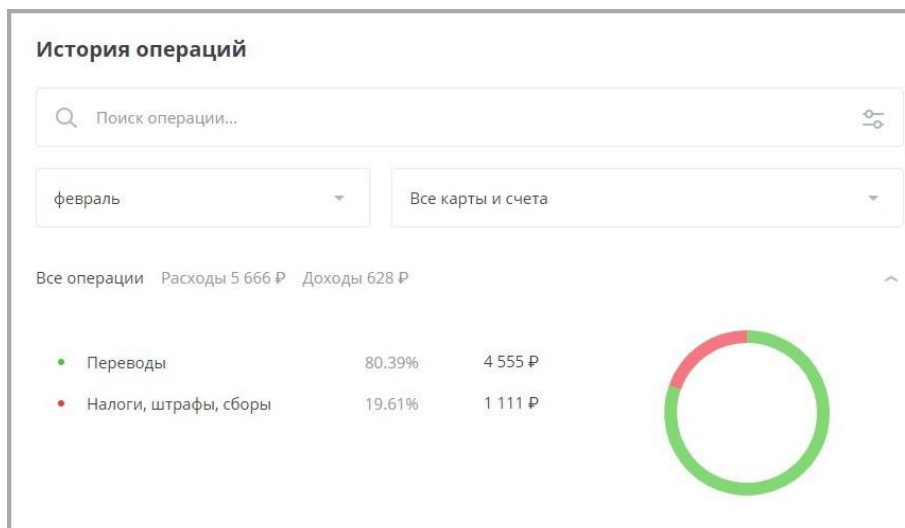 История операций
Поиск операции...
февраль Все карты и счета
Все операции Расходы 5 666 ₽ Доходы 628 ₽
Переводы 80.39% 4 555 ₽
Налоги, штрафы, сборы 19.61% 1 111 ₽